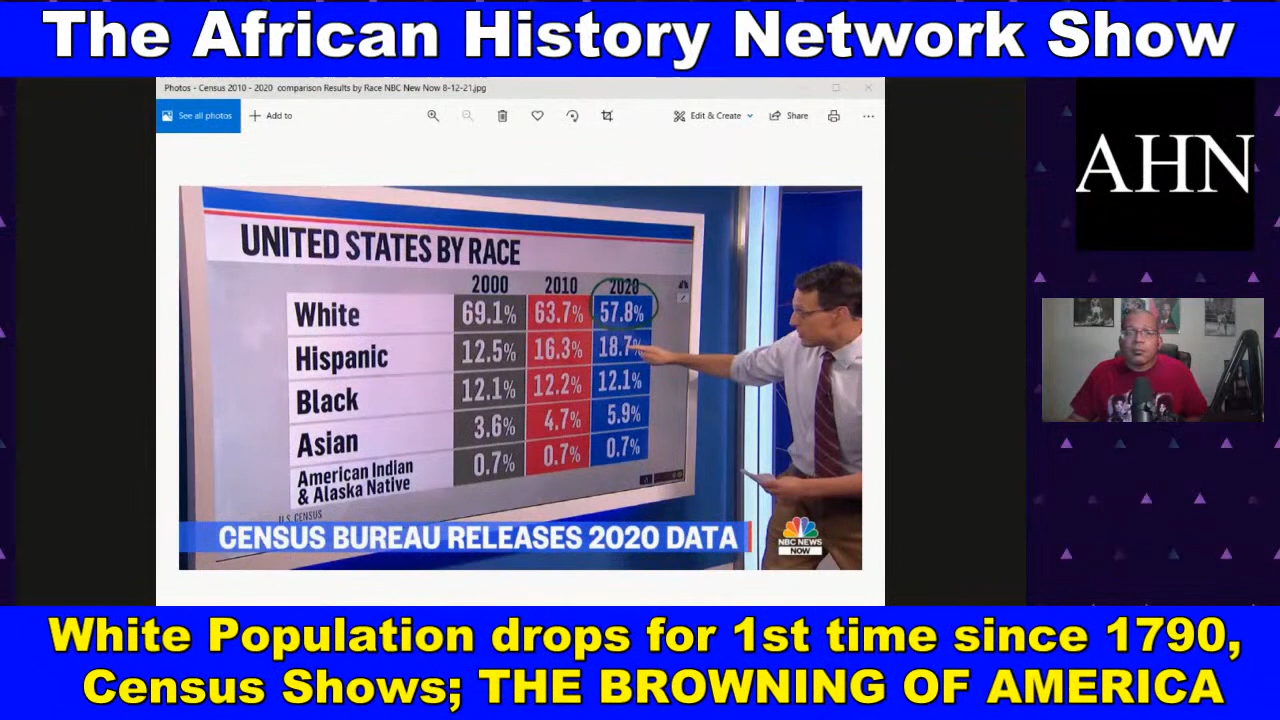 The African History Network Show
Photos - Census 2010 - 2020 comparison Results by Race NBC New Now 8-12-21.jpg
See all photos
Add to
Edit & Create
Share
AHN
UNITED STATES BY RACE
2000 2010 2020
White 69.1% 63.7% 57.8%
Hispanic 12.5% 16.3% 18.7%
Black 12.1% 12.2% 12.1%
Asian 3.6% 4.7% 5.9%
American Indian
& Alaska Native 0.7% 0.7% 0.7%
U.S. CENSUS
CENSUS BUREAU RELEASES 2020 DATA
NBC NEWS
NOW
White Population drops for 1st time since 1790,
Census Shows; THE BROWNING OF AMERICA